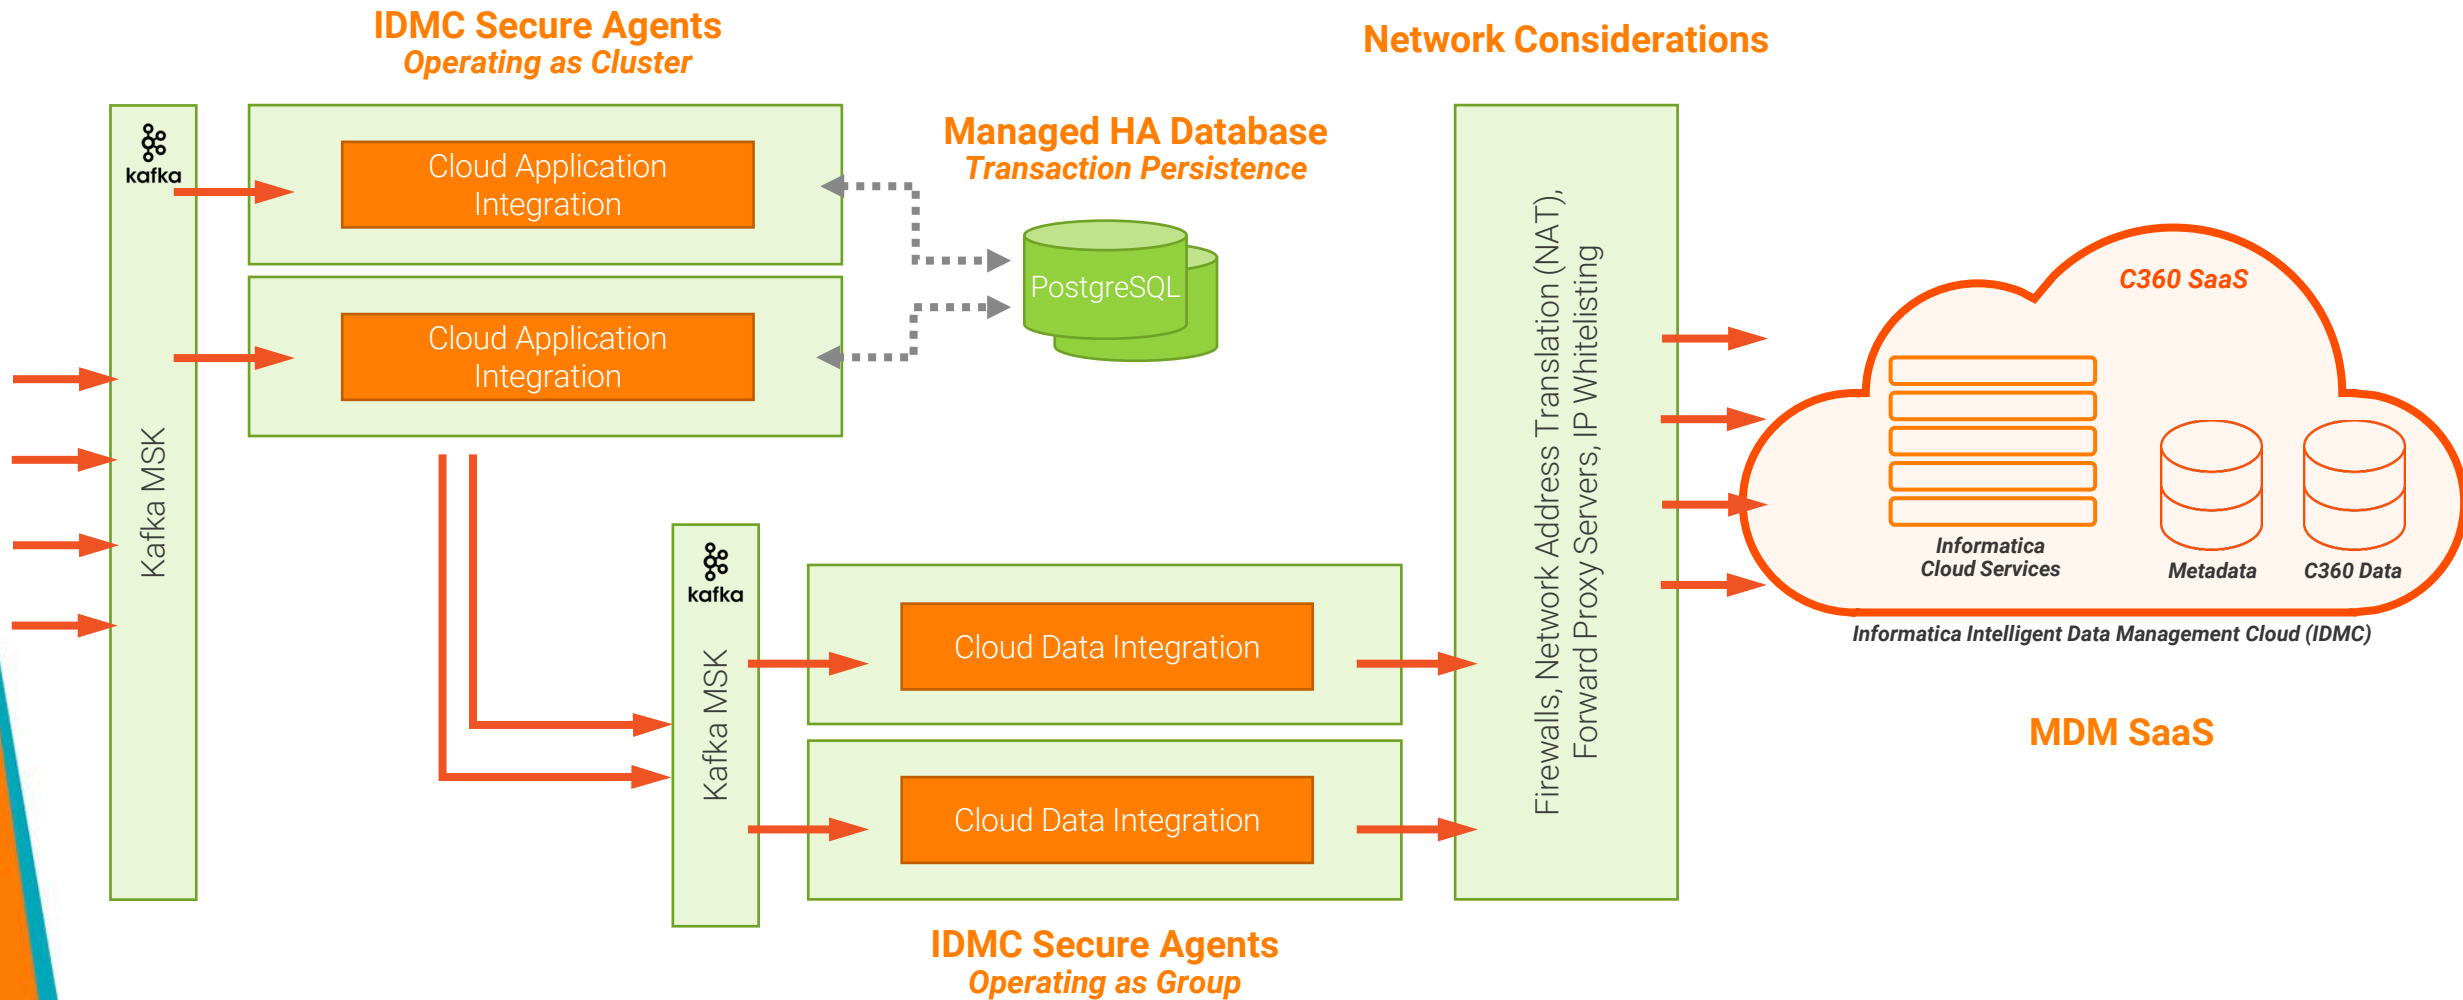 IDMC Secure Agents
Operating as Cluster
Network Considerations
kafka
Kafka MSK
Cloud Application
Integration
Cloud Application
Integration
Managed HA Database
Transaction Persistence
PostgreSQL
kafka
Kafka MSK
Cloud Data Integration
Cloud Data Integration
IDMC Secure Agents
Operating as Group
Firewalls, Network Address Translation (NAT),
Forward Proxy Servers, IP Whitelisting
C360 SaaS
Informatica
Cloud Services
Metadata
C360 Data
Informatica Intelligent Data Management Cloud (IDMC)
MDM SaaS